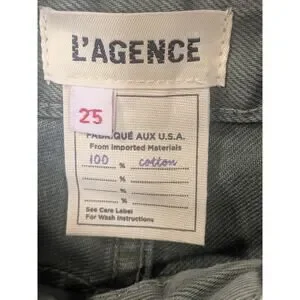 L'AGENCE
25
FABRIQUÉ AUX U.S.A.
From Imported Materials
100 % cotton
%
%
%
See Care Label
For Wash Instructions